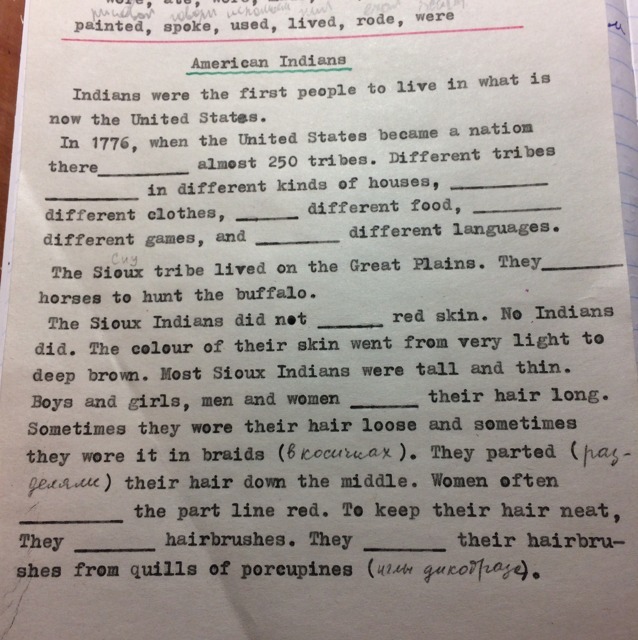 wore, ate, were,
painted, spoke, used, lived, rode, were
American Indians
Indians were the first people to live in what is
now the United States.
In 1776, when the United States became a nation
there________ almost 250 tribes. Different tribes
________ in different kinds of houses, ________
different clothes, ______ different food, ________
different games, and ________ different languages.
Сиу
The Sioux tribe lived on the Great Plains. They________
horses to hunt the buffalo.
The Sioux Indians did not ______ red skin. No Indians
did. The colour of their skin went from very light to
deep brown. Most Sioux Indians were tall and thin.
Boys and girls, men and women ______ their hair long.
Sometimes they wore their hair loose and sometimes
they wore it in braids (в косичках). They parted (раз-
деляли) their hair down the middle. Women often
________ the part line red. To keep their hair neat,
They ________ hairbrushes. They ________ their hairbru-
shes from quills of porcupines (иглы дикобраза).